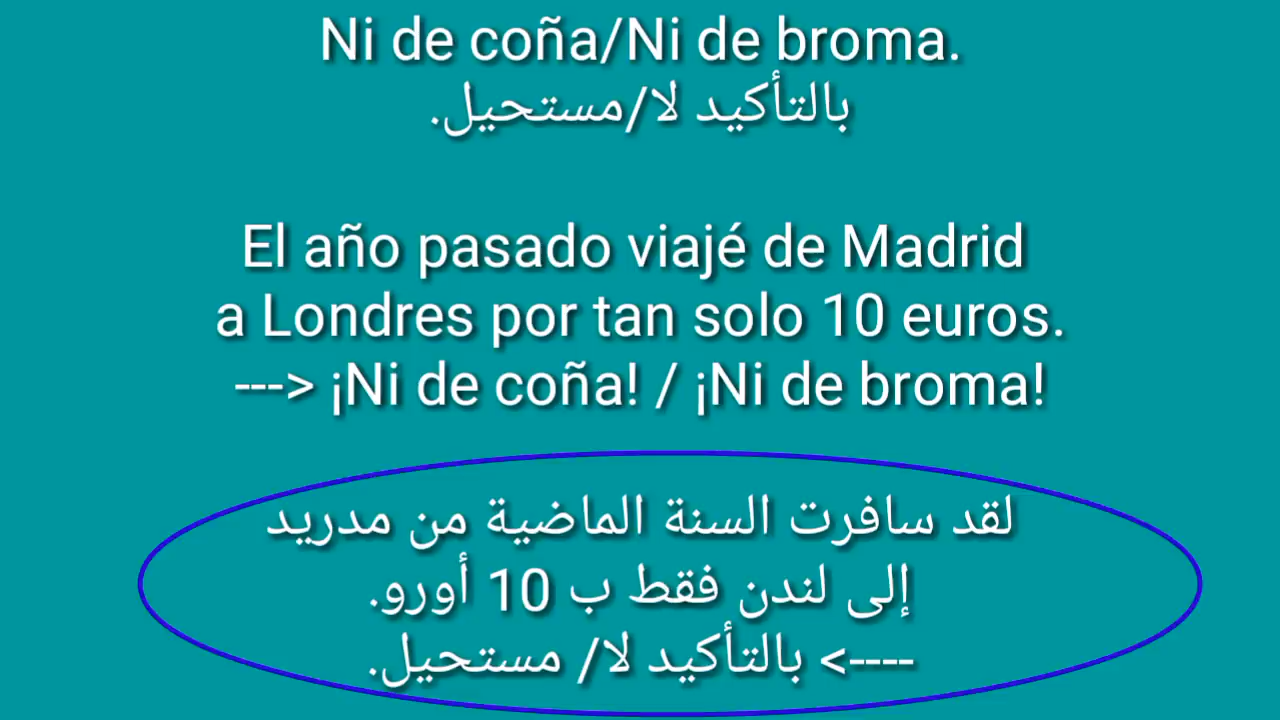 Ni de coña/Ni de broma.
بالتأكيد لا/مستحيل.
El año pasado viajé de Madrid
a Londres por tan solo 10 euros.
---> ¡Ni de coña! / ¡Ni de broma!
لقد سافرت السنة الماضية من مدريد
إلى لندن فقط ب 10 أورو.
----> بالتأكيد لا/ مستحيل.